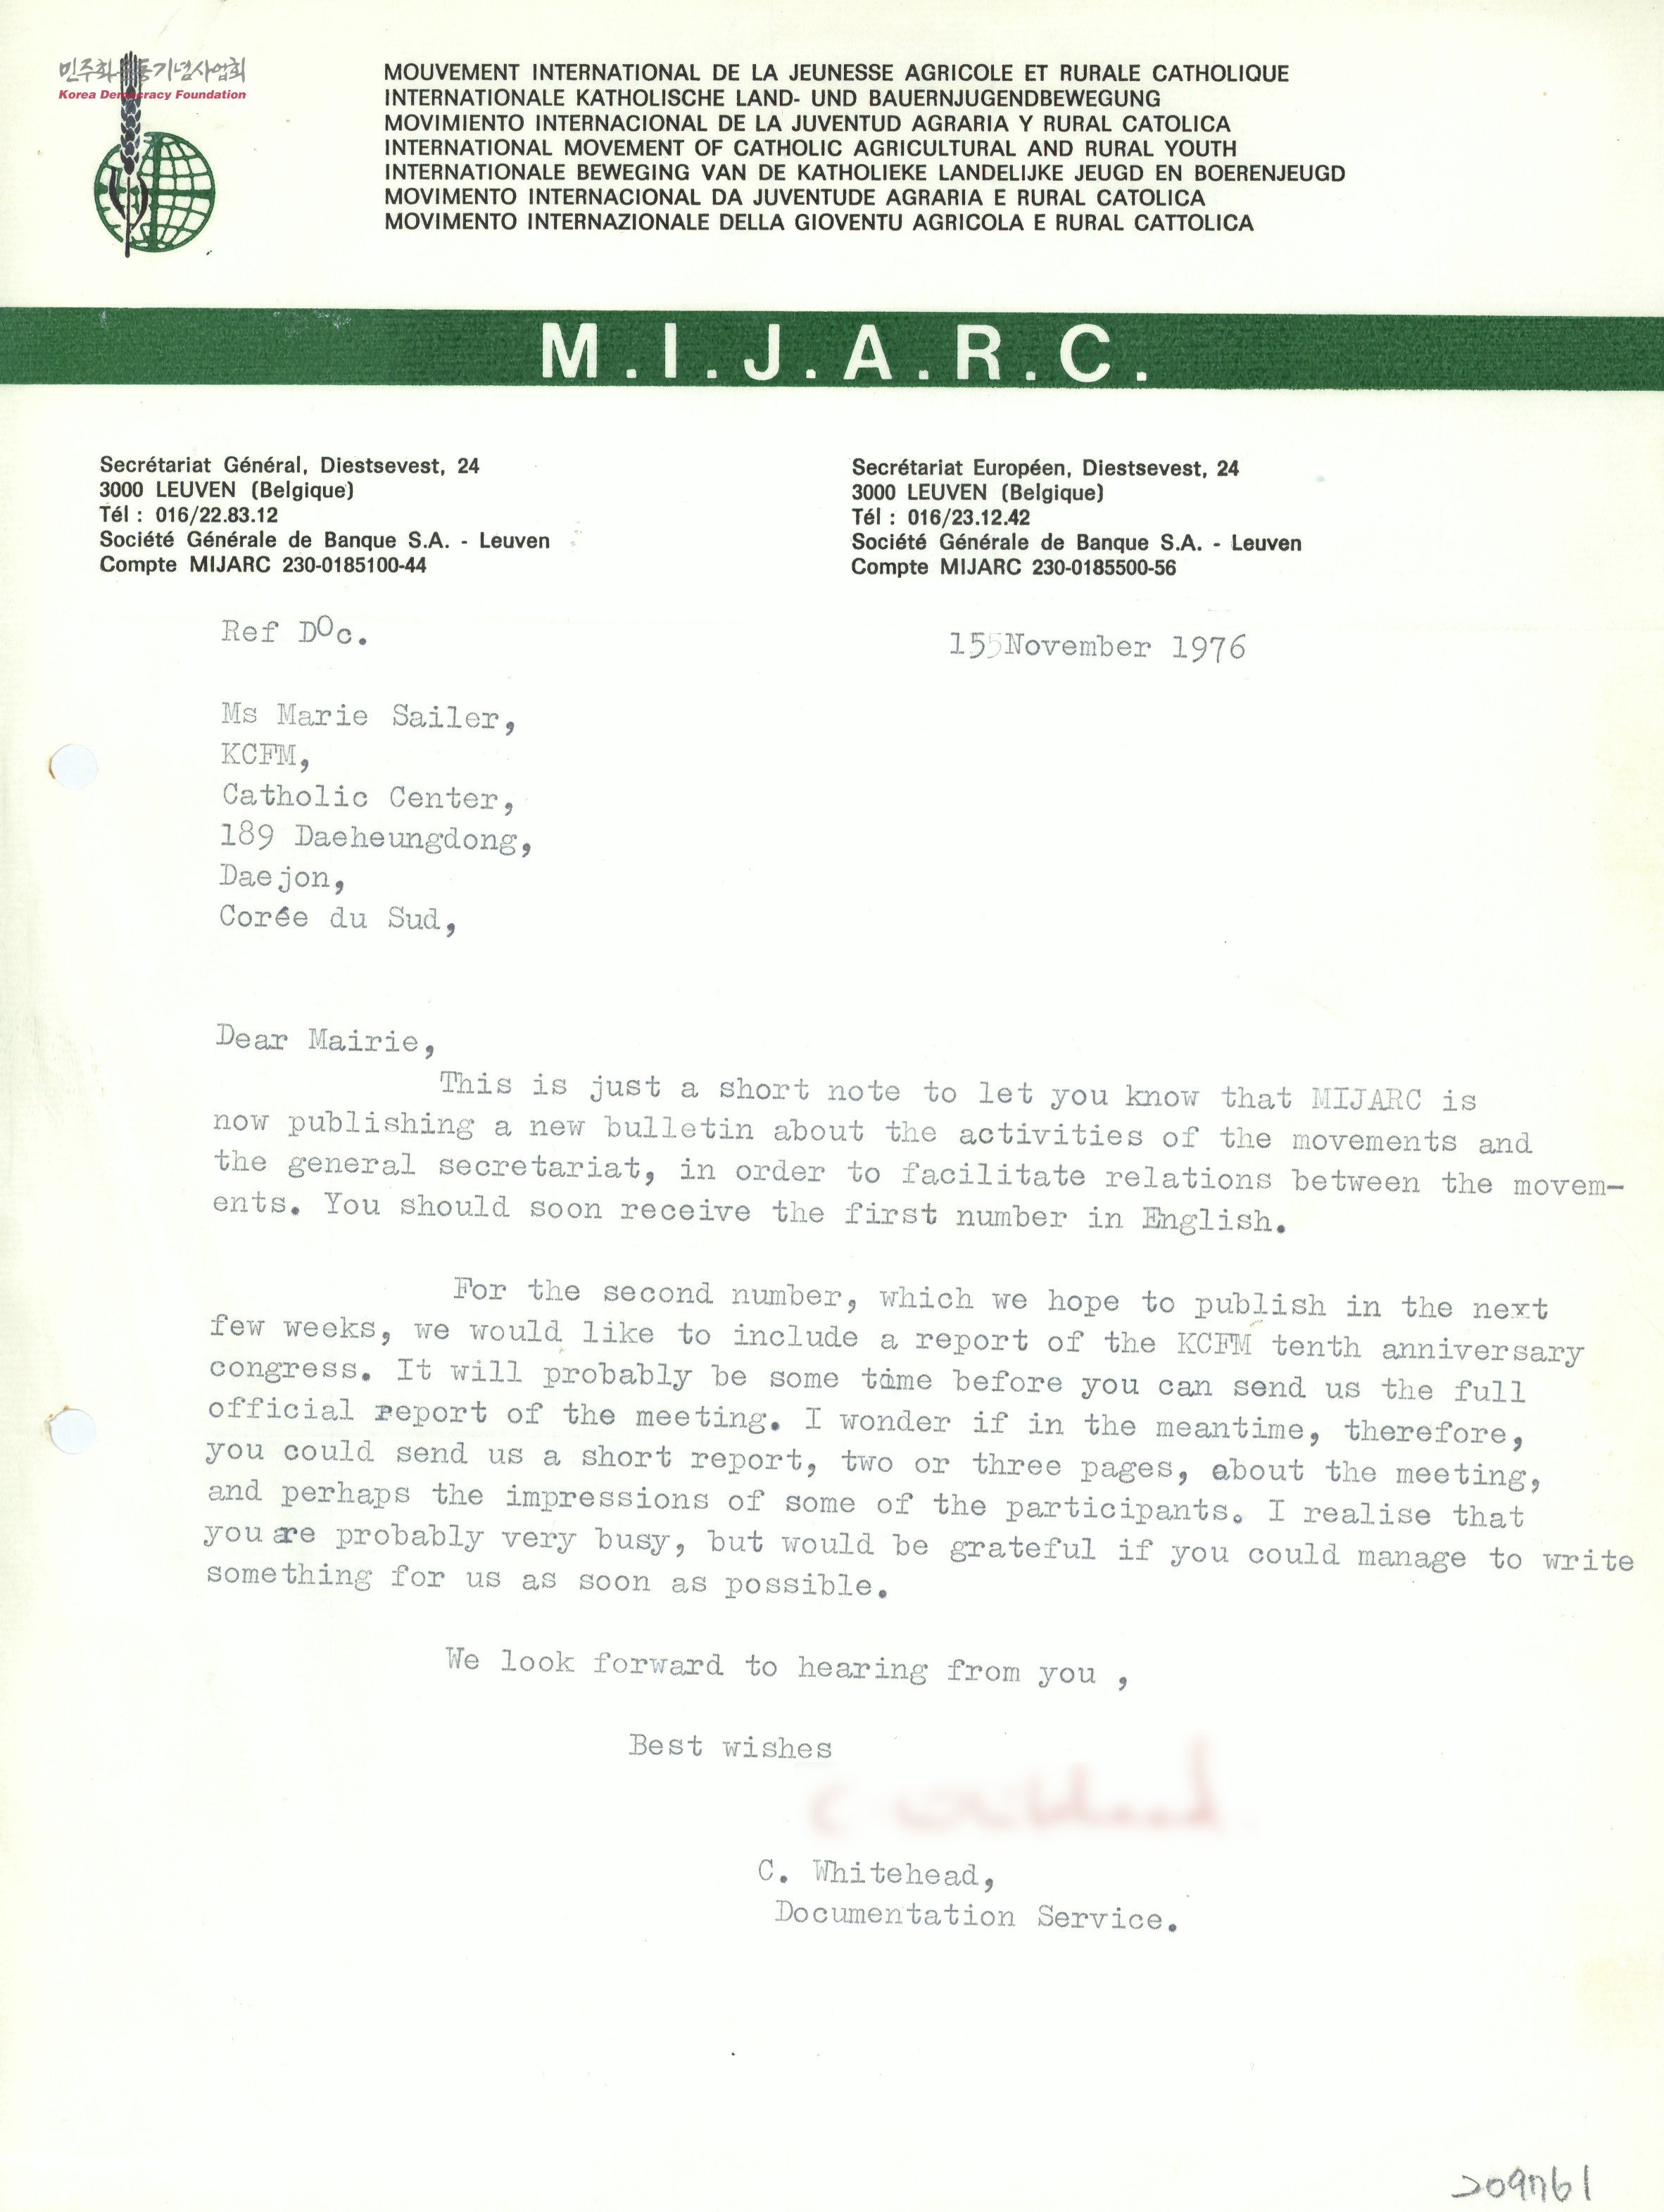 민주화운동기념사업회
Korea Democracy Foundation
MOUVEMENT INTERNATIONAL DE LA JEUNESSE AGRICOLE ET RURALE CATHOLIQUE
INTERNATIONALE KATHOLISCHE LAND- UND BAUERNJUGENDBEWEGUNG
MOVIMIENTO INTERNACIONAL DE LA JUVENTUD AGRARIA Y RURAL CATOLICA
INTERNATIONAL MOVEMENT OF CATHOLIC AGRICULTURAL AND RURAL YOUTH
INTERNATIONALE BEWEGING VAN DE KATHOLIEKE LANDELIJKE JEUGD EN BOERENJEUGD
MOVIMENTO INTERNACIONAL DA JUVENTUDE AGRARIA E RURAL CATOLICA
MOVIMENTO INTERNAZIONALE DELLA GIOVENTU AGRICOLA E RURAL CATTOLICA
M.I.J.A.R.C.
Secrétariat Général, Diestsevest, 24
3000 LEUVEN (Belgique)
Tél : 016/22.83.12
Société Générale de Banque S.A. - Leuven
Compte MIJARC 230-0185100-44
Secrétariat Européen, Diestsevest, 24
3000 LEUVEN (Belgique)
Tél : 016/23.12.42
Société Générale de Banque S.A. - Leuven
Compte MIJARC 230-0185500-56
Ref DOc.
155November 1976
Ms Marie Sailer,
KCFM,
Catholic Center,
189 Daeheungdong,
Daejon,
Corée du Sud,
Dear Mairie,
This is just a short note to let you know that MIJARC is
now publishing a new bulletin about the activities of the movements and
the general secretariat, in order to facilitate relations between the movem-
ents. You should soon receive the first number in English.
For the second number, which we hope to publish in the next
few weeks, we would like to include a report of the KCFM tenth anniversary
congress. It will probably be some time before you can send us the full
official report of the meeting. I wonder if in the meantime, therefore,
you could send us a short report, two or three pages, about the meeting,
and perhaps the impressions of some of the participants. I realise that
you are probably very busy, but would be grateful if you could manage to write
something for us as soon as possible.
We look forward to hearing from you ,
Best wishes
C. Whitehead,
Documentation Service.